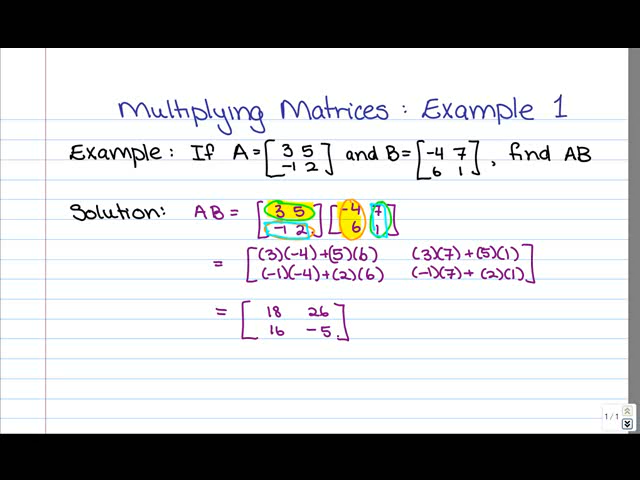 Multiplying Matrices : Example 1
Example : If A = [3 5 -1 2] and B = [-4 7 6 1], find AB
Solution: AB = [3 5 -1 2] [-4 7 6 1]
= [(3)(-4)+(5)(6) (3)(7)+(5)(1)
(-1)(-4)+(2)(6) (-1)(7)+(2)(1)]
= [18 26
16 -5]
1/1